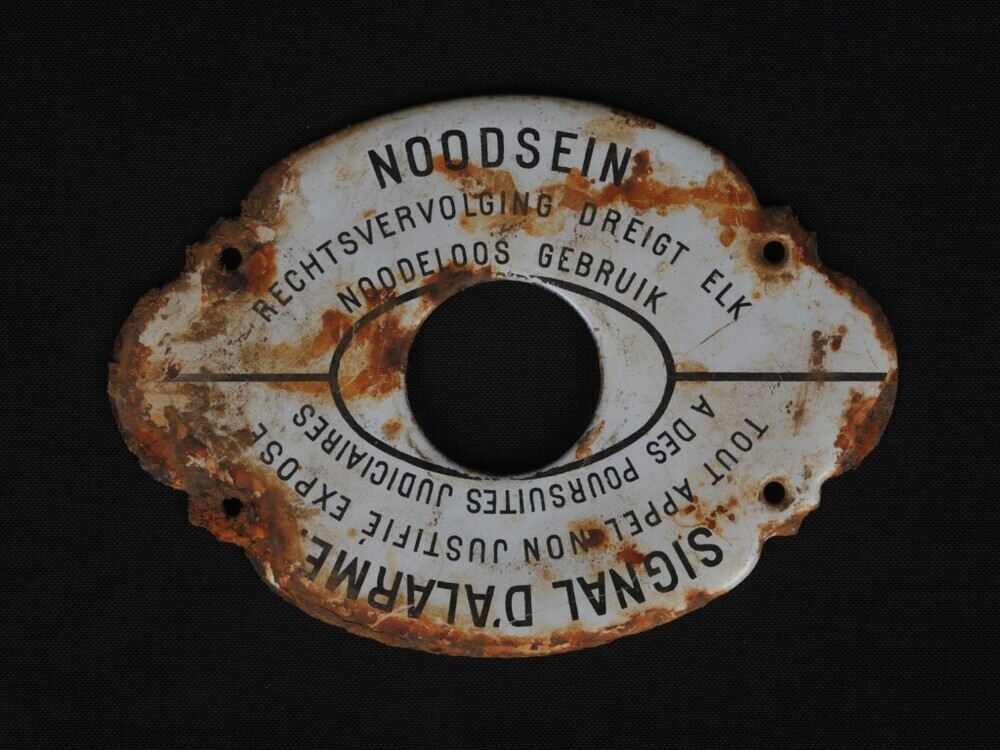 NOODSEIN
RECHTSVERVOLGING DREIGT ELK
NOODELOOS GEBRUIK
SIGNAL D'ALARME.
TOUT APPEL NON JUSTIFIÉ EXPOSE
A DES POURSUITES JUDICIAIRES